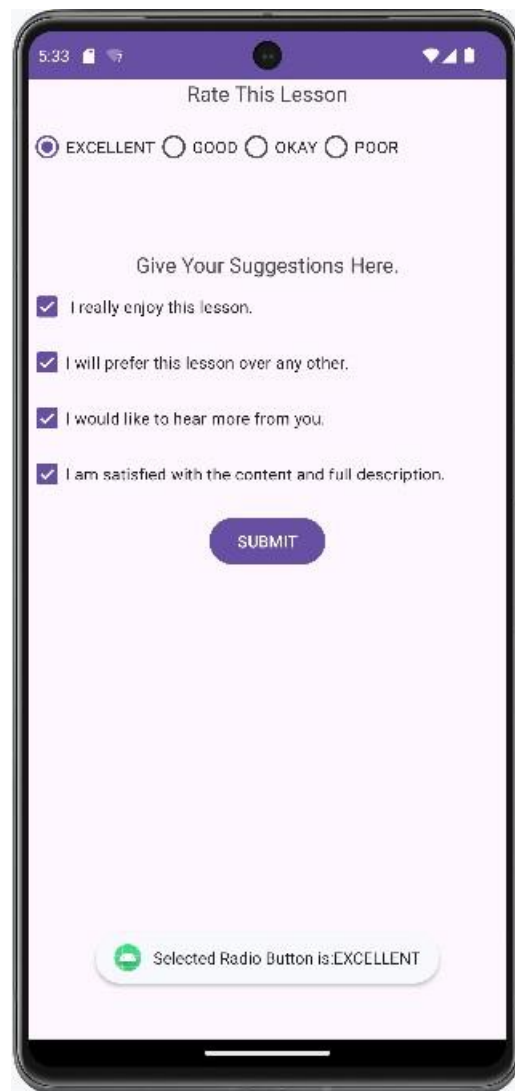 5:33
Rate This Lesson
EXCELLENT GOOD OKAY POOR
Give Your Suggestions Here.
I really enjoy this lesson.
I will prefer this lesson over any other.
I would like to hear more from you.
I am satisfied with the content and full description.
SUBMIT
Selected Radio Button is:EXCELLENT